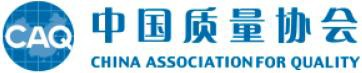 CAQ
中国质量协会
CHINA ASSOCIATION FOR QUALITY